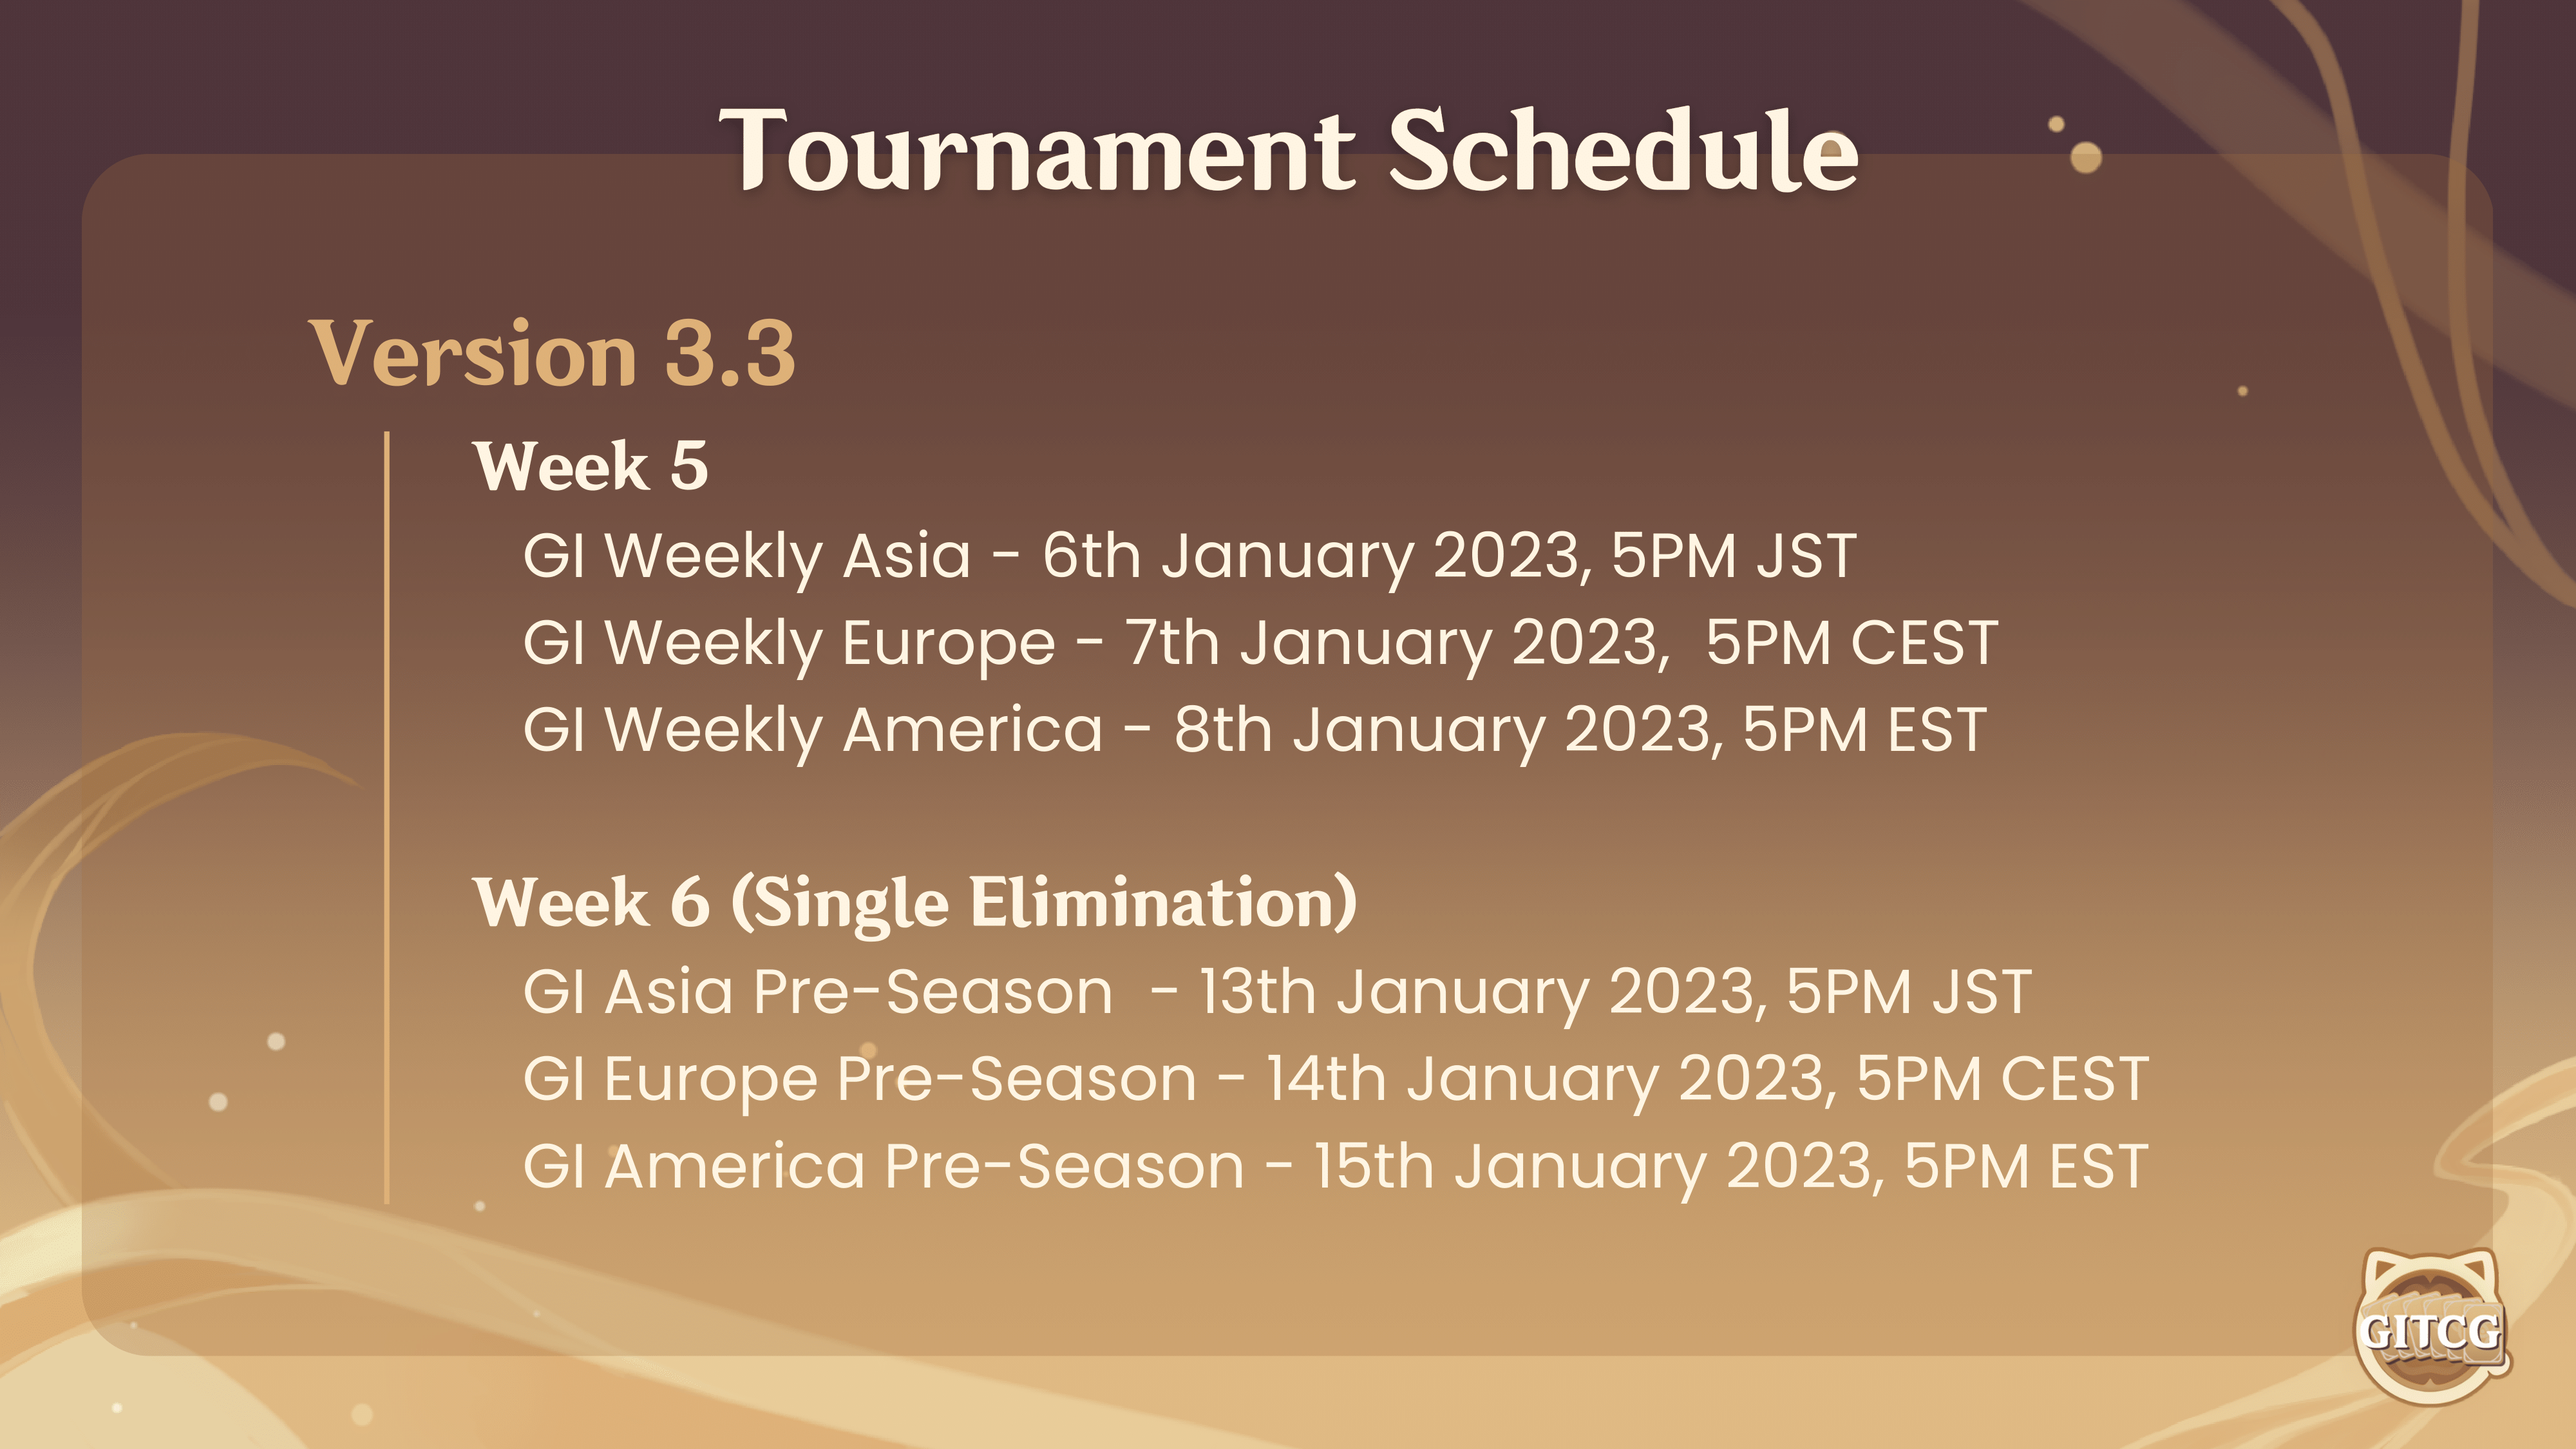 Tournament Schedule
Version 3.3
Week 5
GI Weekly Asia - 6th January 2023, 5PM JST
GI Weekly Europe - 7th January 2023,  5PM CEST
GI Weekly America - 8th January 2023, 5PM EST
Week 6 (Single Elimination)
GI Asia Pre-Season  - 13th January 2023, 5PM JST
GI Europe Pre-Season - 14th January 2023, 5PM CEST
GI America Pre-Season - 15th January 2023, 5PM EST
GITCG